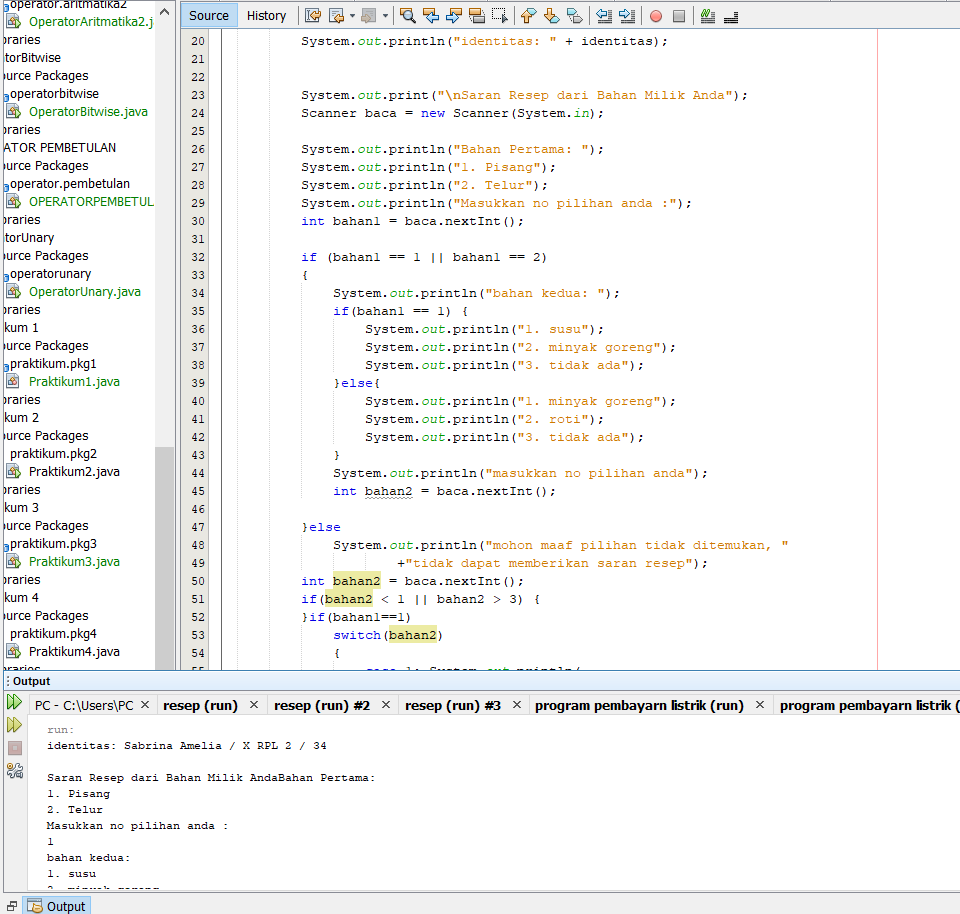 operator.aritmatika2
OperatorAritmatika2.j
oraries
atorBitwise
ource Packages
operatorbitwise
OperatorBitwise.java
oraries
ATOR PEMBETULAN
ource Packages
operator.pembetulan
OPERATORPEMBETUL
oraries
atorUnary
ource Packages
operatorunary
OperatorUnary.java
oraries
kum 1
ource Packages
praktikum.pkg1
Praktikum1.java
oraries
kum 2
ource Packages
praktikum.pkg2
Praktikum2.java
oraries
kum 3
ource Packages
praktikum.pkg3
Praktikum3.java
oraries
kum 4
ource Packages
praktikum.pkg4
Praktikum4.java
oraries
Source History
20 System.out.println("identitas: " + identitas);
21
22
23 System.out.print("\nSaran Resep dari Bahan Milik Anda");
24 Scanner baca = new Scanner(System.in);
25
26 System.out.println("Bahan Pertama: ");
27 System.out.println("1. Pisang");
28 System.out.println("2. Telur");
29 System.out.println("Masukkan no pilihan anda :");
30 int bahan1 = baca.nextInt();
31
32 if (bahan1 == 1 || bahan1 == 2)
33 {
34 System.out.println("bahan kedua: ");
35 if(bahan1 == 1) {
36 System.out.println("1. susu");
37 System.out.println("2. minyak goreng");
38 System.out.println("3. tidak ada");
39 }else{
40 System.out.println("1. minyak goreng");
41 System.out.println("2. roti");
42 System.out.println("3. tidak ada");
43 }
44 System.out.println("masukkan no pilihan anda");
45 int bahan2 = baca.nextInt();
46
47 }else
48 System.out.println("mohon maaf pilihan tidak ditemukan, "
49 +"tidak dapat memberikan saran resep");
50 int bahan2 = baca.nextInt();
51 if(bahan2 < 1 || bahan2 > 3) {
52 }if(bahan1==1)
53 switch(bahan2)
54 {
55 case 1: System.out.println(
Output
PC - C:\Users\PC × resep (run) × resep (run) #2 × resep (run) #3 × program pembayarn listrik (run) × program pembayarn listrik (
run:
identitas: Sabrina Amelia / X RPL 2 / 34
Saran Resep dari Bahan Milik AndaBahan Pertama:
1. Pisang
2. Telur
Masukkan no pilihan anda :
1
bahan kedua:
1. susu
2. minyak goreng
Output